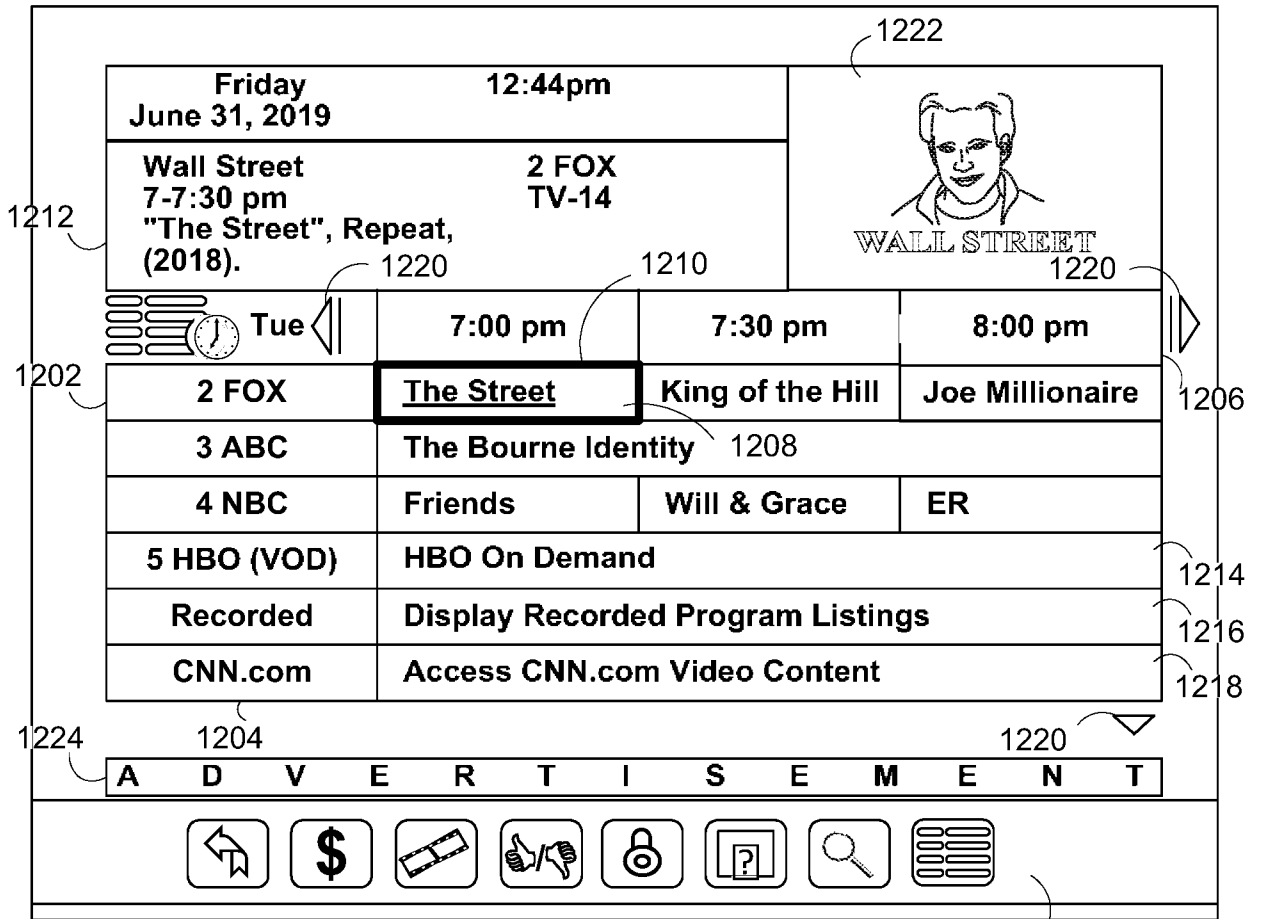 1222
Friday 12:44pm
June 31, 2019
Wall Street 2 FOX
7-7:30 pm TV-14
1212
"The Street", Repeat,
(2018).
WALL STREET
1220 1210 1220
Tue 7:00 pm 7:30 pm 8:00 pm
1202
2 FOX The Street King of the Hill Joe Millionaire
1206
3 ABC The Bourne Identity 1208
4 NBC Friends Will & Grace ER
5 HBO (VOD) HBO On Demand
1214
Recorded Display Recorded Program Listings
1216
CNN.com Access CNN.com Video Content
1218
1224 1204 1220
A D V E R T I S E M E N T
$ / ?